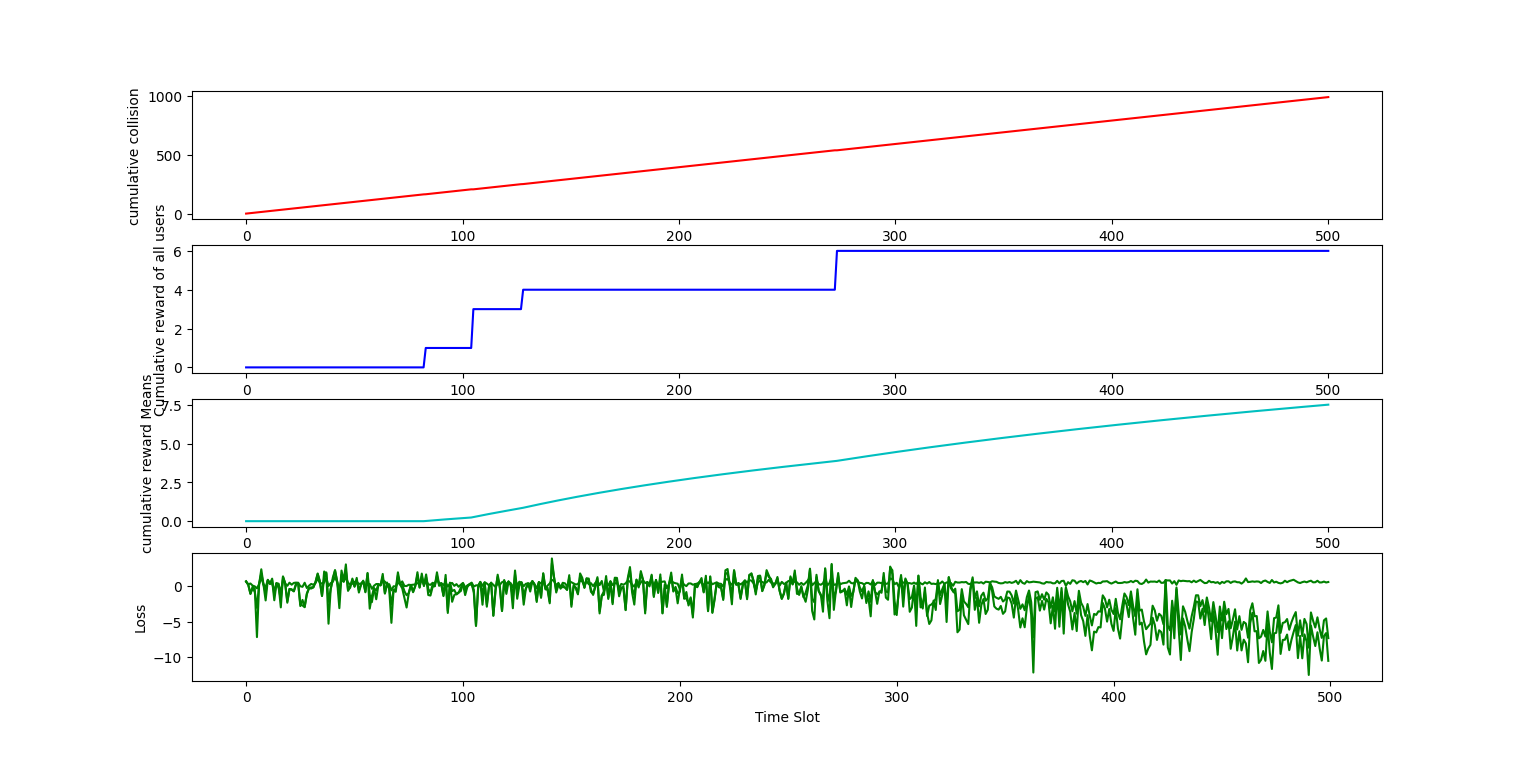 cumulative collision
1000
500
0
0 100 200 300 400 500
Cumulative reward of all users
6
4
2
0
0 100 200 300 400 500
cumulative reward Means
7.5
5.0
2.5
0.0
0 100 200 300 400 500
Loss
0
−5
−10
0 100 200 300 400 500
Time Slot